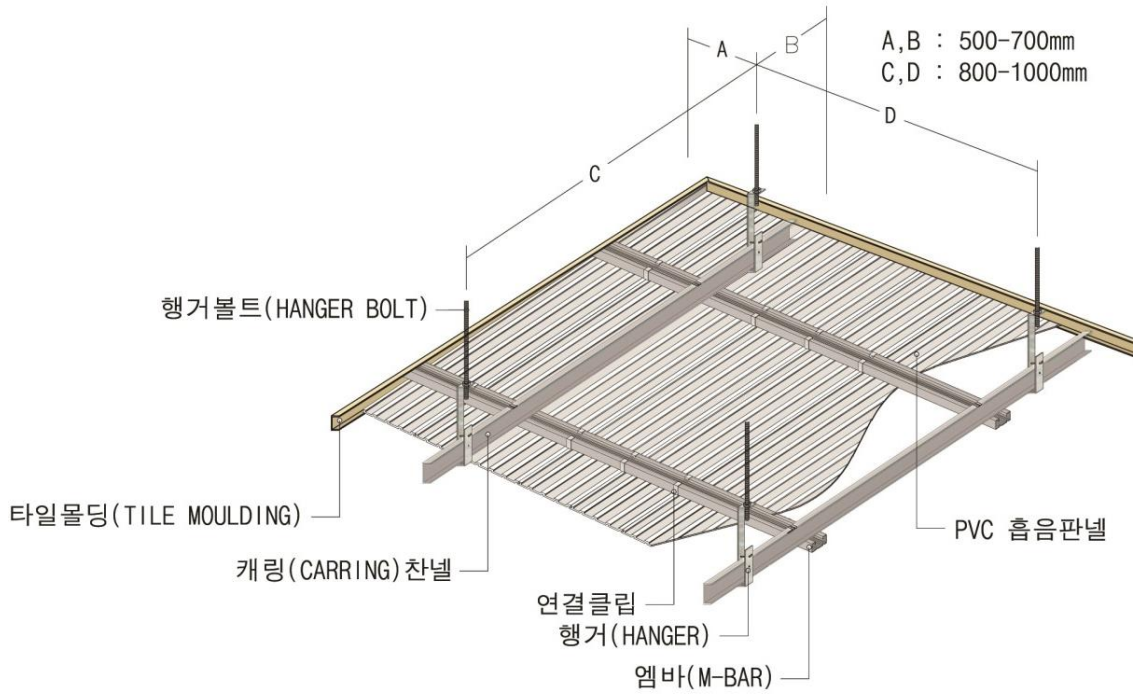 A
B
A,B : 500-700mm
C,D : 800-1000mm
D
C
행거볼트(HANGER BOLT)
타일몰딩(TILE MOULDING)
캐링(CARRING)찬넬
PVC 흡음판넬
연결클립
행거(HANGER)
엠바(M-BAR)